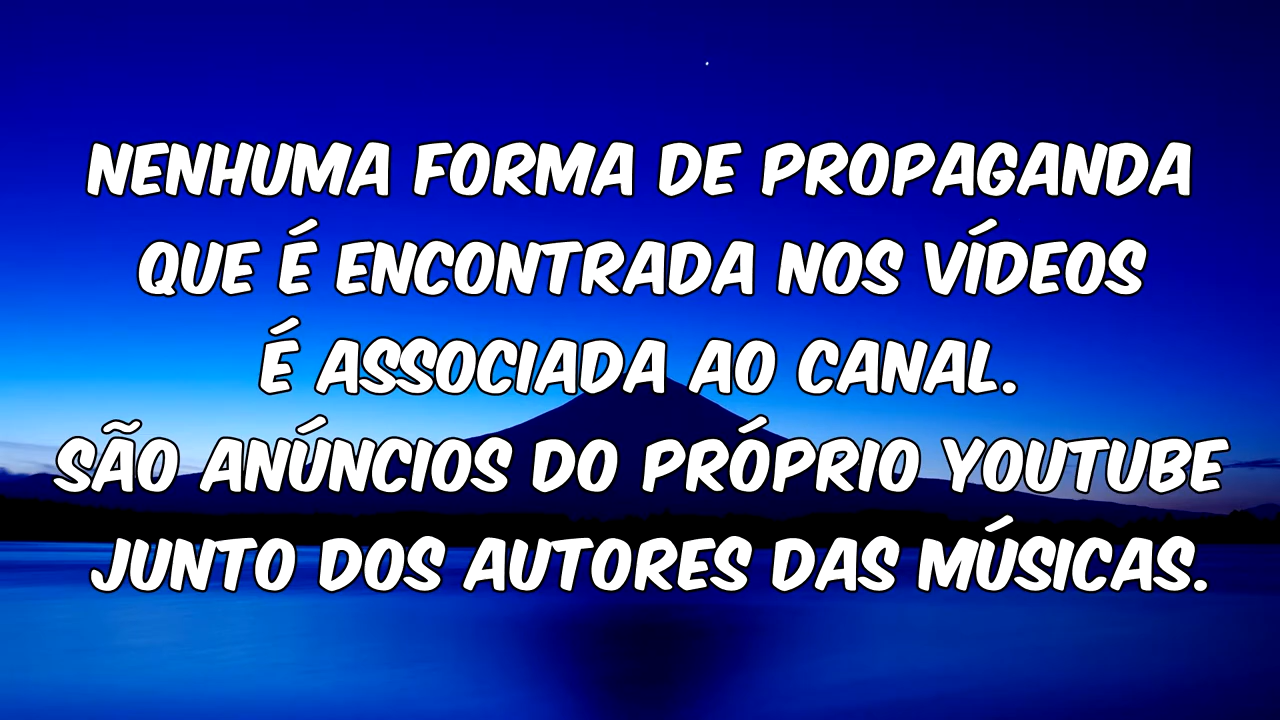 NENHUMA FORMA DE PROPAGANDA
QUE É ENCONTRADA NOS VÍDEOS
É ASSOCIADA AO CANAL.
SÃO ANÚNCIOS DO PRÓPRIO YOUTUBE
JUNTO DOS AUTORES DAS MÚSICAS.